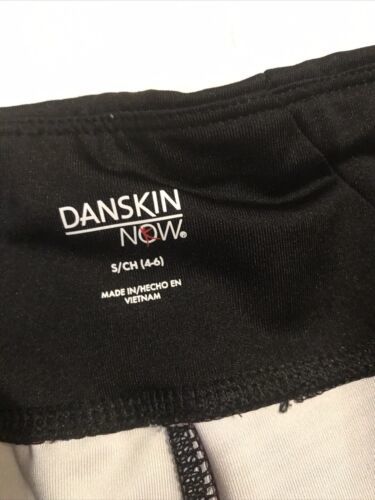 DANSKIN
NOW®
S/CH (4-6)
MADE IN/HECHO EN
VIETNAM